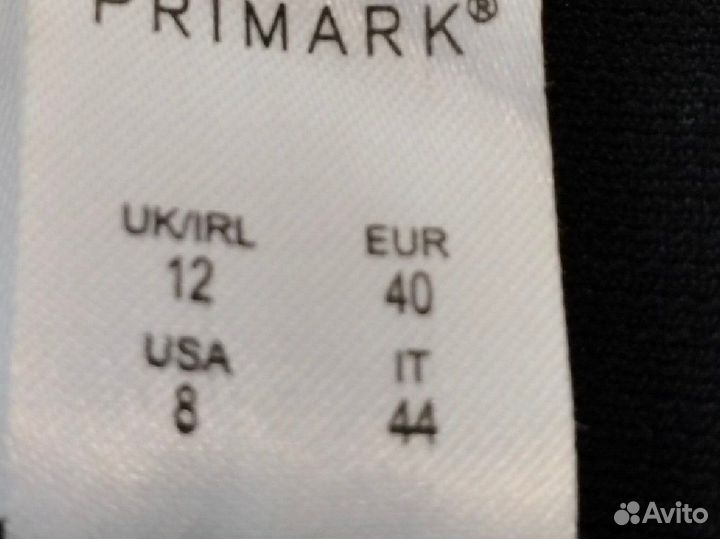 PRIMARK®
UK/IRL EUR
12 40
USA IT
8 44
Avito